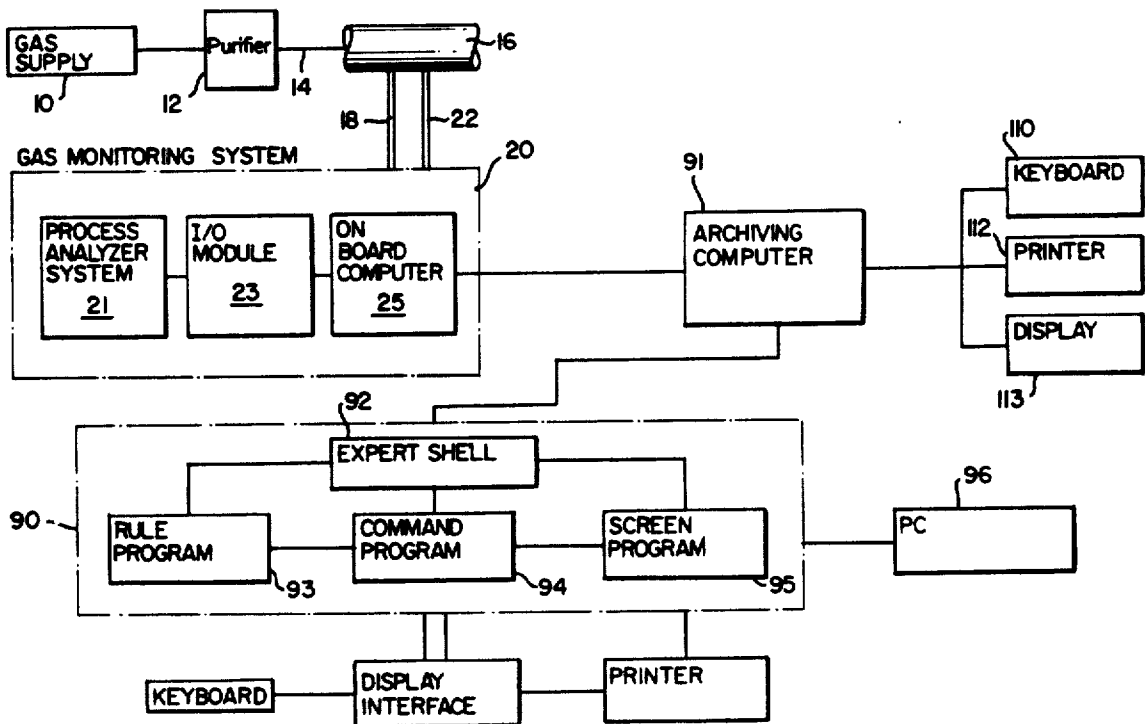 GAS
SUPPLY
10
Purifier
12
14
16
18
22
GAS MONITORING SYSTEM
20
PROCESS
ANALYZER
SYSTEM
21
I/O
MODULE
23
ON
BOARD
COMPUTER
25
91
ARCHIVING
COMPUTER
110
KEYBOARD
112
PRINTER
DISPLAY
113
92
EXPERT SHELL
90
RULE
PROGRAM
93
COMMAND
PROGRAM
94
SCREEN
PROGRAM
95
96
PC
KEYBOARD
DISPLAY
INTERFACE
PRINTER